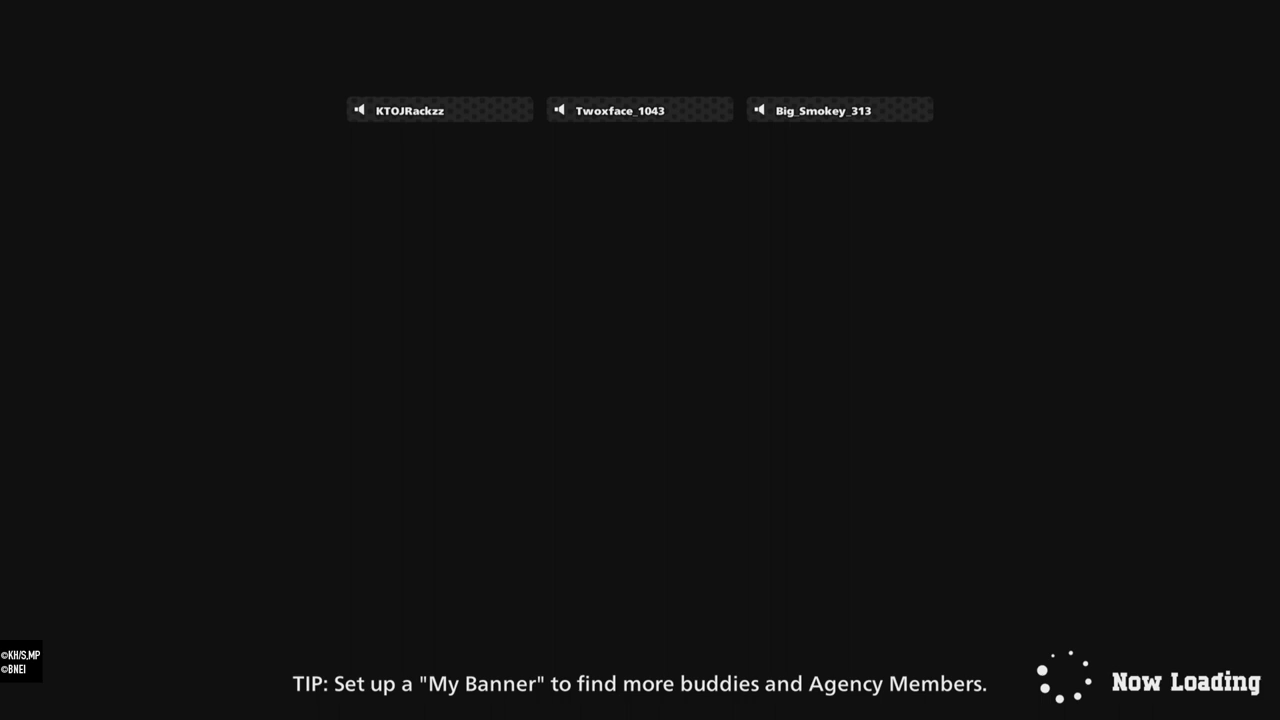 KTOJRackzz
Twoxface_1043
Big_Smokey_313
©KH/S,MP
©BNEI
TIP: Set up a "My Banner" to find more buddies and Agency Members.
Now Loading